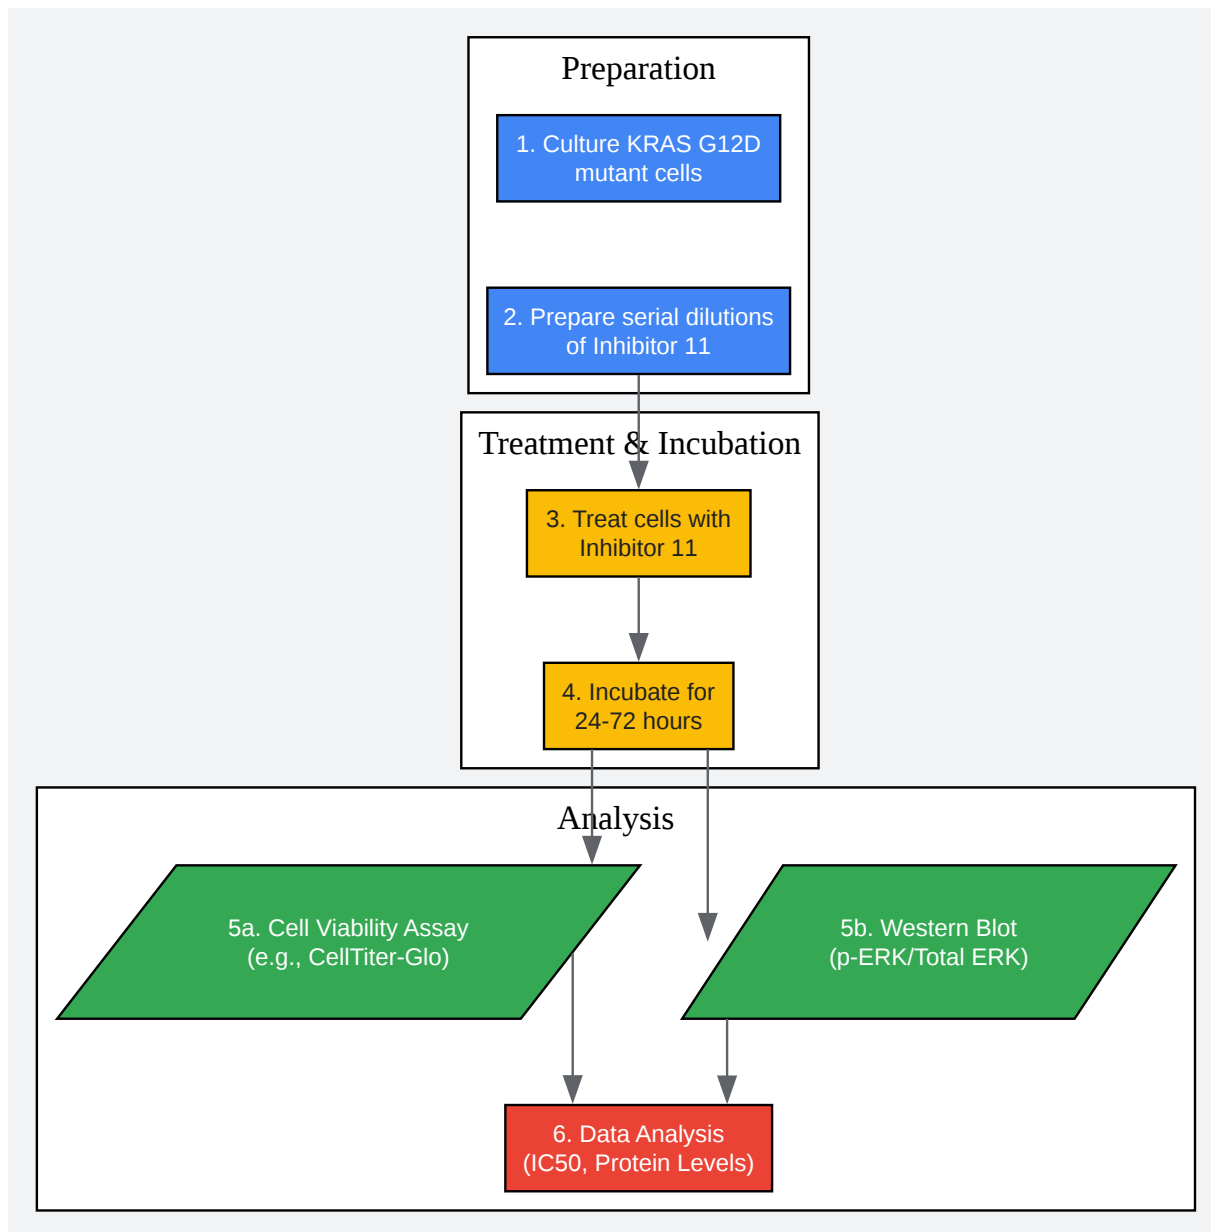 Preparation
1. Culture KRAS G12D
mutant cells
2. Prepare serial dilutions
of Inhibitor 11
Treatment & Incubation
3. Treat cells with
Inhibitor 11
4. Incubate for
24-72 hours
Analysis
5a. Cell Viability Assay
(e.g., CellTiter-Glo)
5b. Western Blot
(p-ERK/Total ERK)
6. Data Analysis
(IC50, Protein Levels)